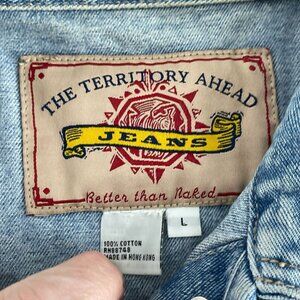 THE TERRITORY AHEAD
JEANS
Better than Naked
L
100% COTTON
RN88748
MADE IN HONG KONG